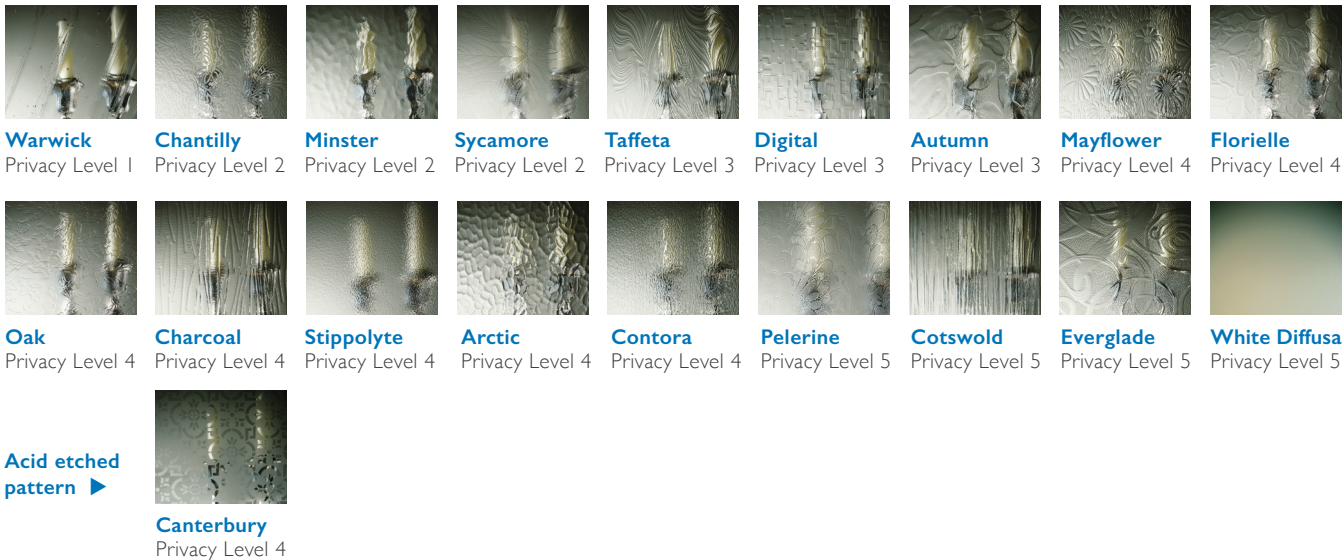 Warwick
Privacy Level 1
Chantilly
Privacy Level 2
Minster
Privacy Level 2
Sycamore
Privacy Level 2
Taffeta
Privacy Level 3
Digital
Privacy Level 3
Autumn
Privacy Level 3
Mayflower
Privacy Level 4
Florielle
Privacy Level 4
Oak
Privacy Level 4
Charcoal
Privacy Level 4
Stippolyte
Privacy Level 4
Arctic
Privacy Level 4
Contora
Privacy Level 4
Pelerine
Privacy Level 5
Cotswold
Privacy Level 5
Everglade
Privacy Level 5
White Diffusa
Privacy Level 5
Acid etched
pattern ▶
Canterbury
Privacy Level 4